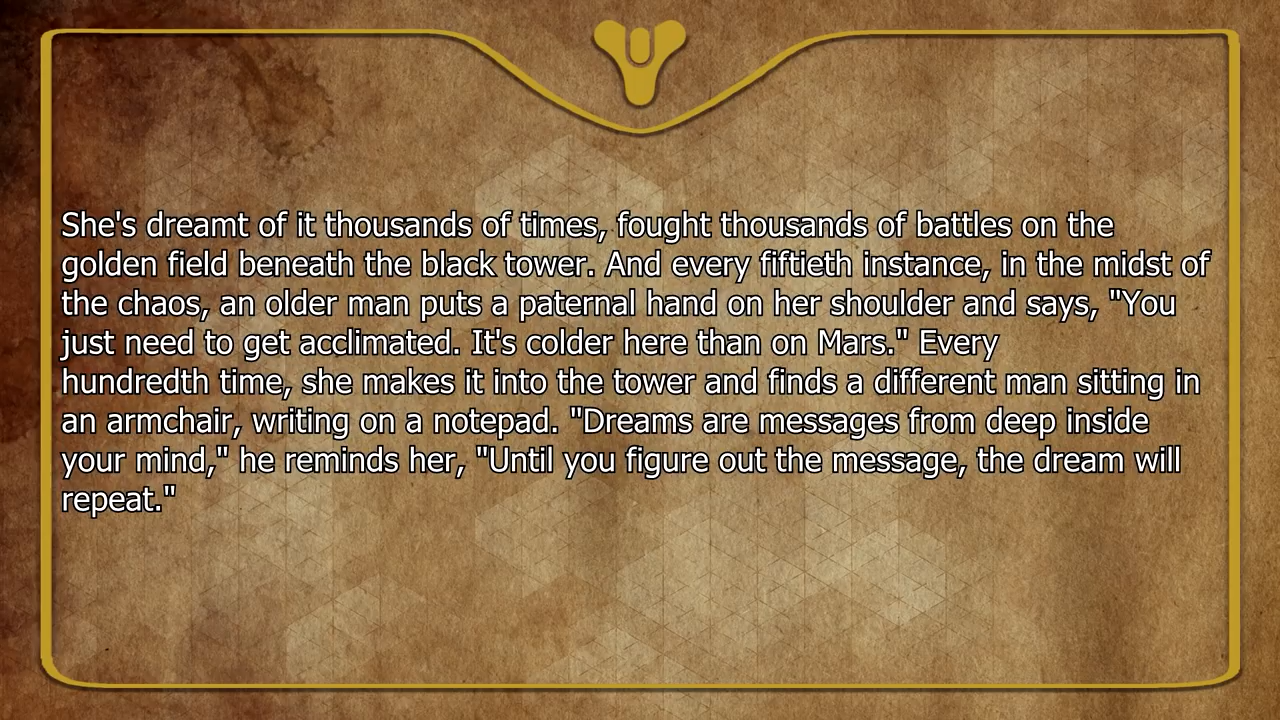 She's dreamt of it thousands of times, fought thousands of battles on the
golden field beneath the black tower. And every fiftieth instance, in the midst of
the chaos, an older man puts a paternal hand on her shoulder and says, "You
just need to get acclimated. It's colder here than on Mars." Every
hundredth time, she makes it into the tower and finds a different man sitting in
an armchair, writing on a notepad. "Dreams are messages from deep inside
your mind," he reminds her, "Until you figure out the message, the dream will
repeat."